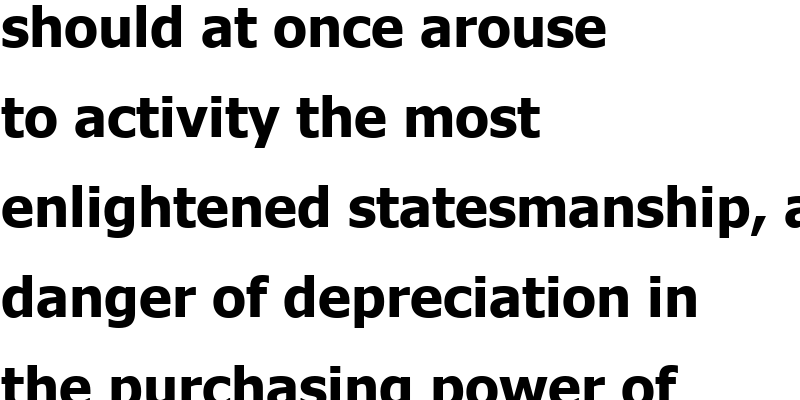 should at once arouse
to activity the most
enlightened statesmanship, a
danger of depreciation in
the purchasing power of